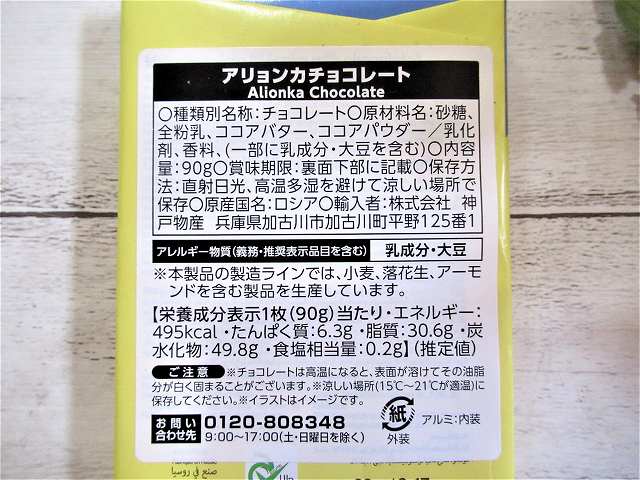 アリョンカチョコレート
Alionka Chocolate
〇種類別名称:チョコレート〇原材料名:砂糖、
全粉乳、ココアバター、ココアパウダー／乳化
剤、香料、(一部に乳成分・大豆を含む)〇内容
量:90g〇賞味期限:裏面下部に記載〇保存方
法:直射日光、高温多湿を避けて涼しい場所で
保存〇原産国名:ロシア〇輸入者:株式会社 神
戸物産 兵庫県加古川市加古川町平野125番1
アレルギー物質(義務・推奨表示品目を含む) 乳成分・大豆
※本製品の製造ラインでは、小麦、落花生、アーモ
ンドを含む製品を生産しています。
【栄養成分表示1枚(90g)当たり・エネルギー:
495kcal・たんぱく質:6.3g・脂質:30.6g・炭
水化物:49.8g・食塩相当量:0.2g】(推定値)
ご注意 ※チョコレートは高温になると、表面が溶けてその油脂
分が白く固まることがございます。※涼しい場所(15℃〜21℃が適温)に
保存してください。※イラストはイメージです。
お問い合わせ先 0120-808348
9:00〜17:00(土・日曜日を除く)
紙 外装 アルミ:内装
صنع في روسيا